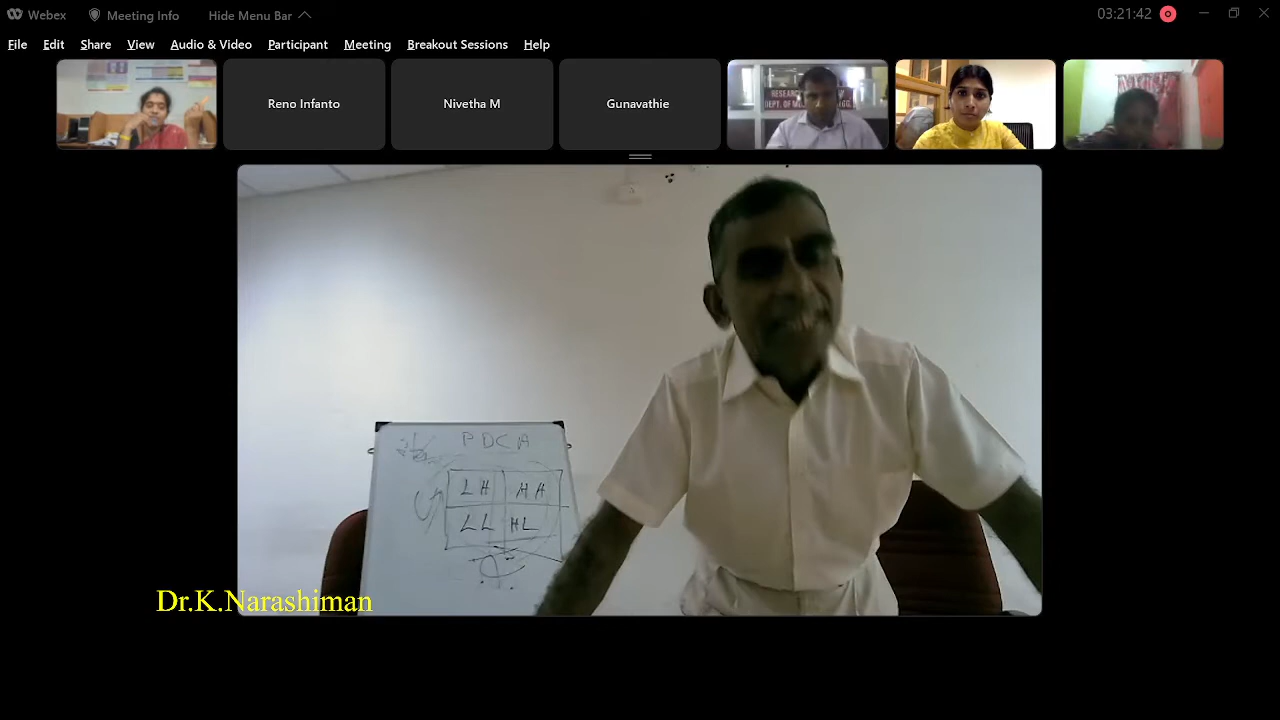 Webex Meeting Info Hide Menu Bar 03:21:42
File Edit Share View Audio & Video Participant Meeting Breakout Sessions Help
Reno Infanto
Nivetha M
Gunavathie
PDCA
LH HH
LL HL
Dr.K.Narashiman